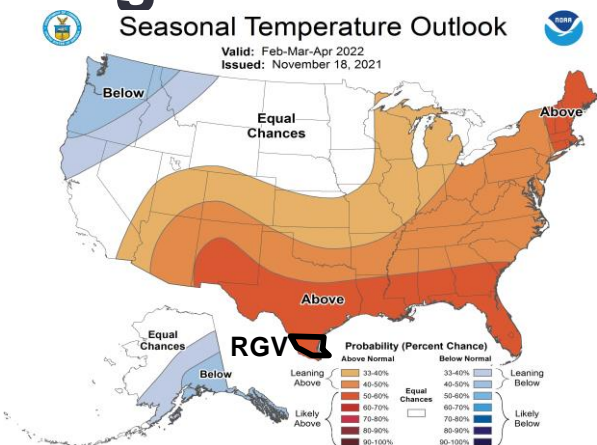 Seasonal Temperature Outlook
NOAA
Valid: Feb-Mar-Apr 2022
Issued: November 18, 2021
Below
Equal
Chances
Above
Above
Equal
Chances
Below
RGV
Probability (Percent Chance)
Above Normal Below Normal
Leaning
Above
33-40%
40-50%
Likely
Above
50-60%
60-70%
70-80%
80-90%
90-100%
Equal
Chances
33-40%
40-50%
Leaning
Below
50-60%
60-70%
70-80%
80-90%
90-100%
Likely
Below